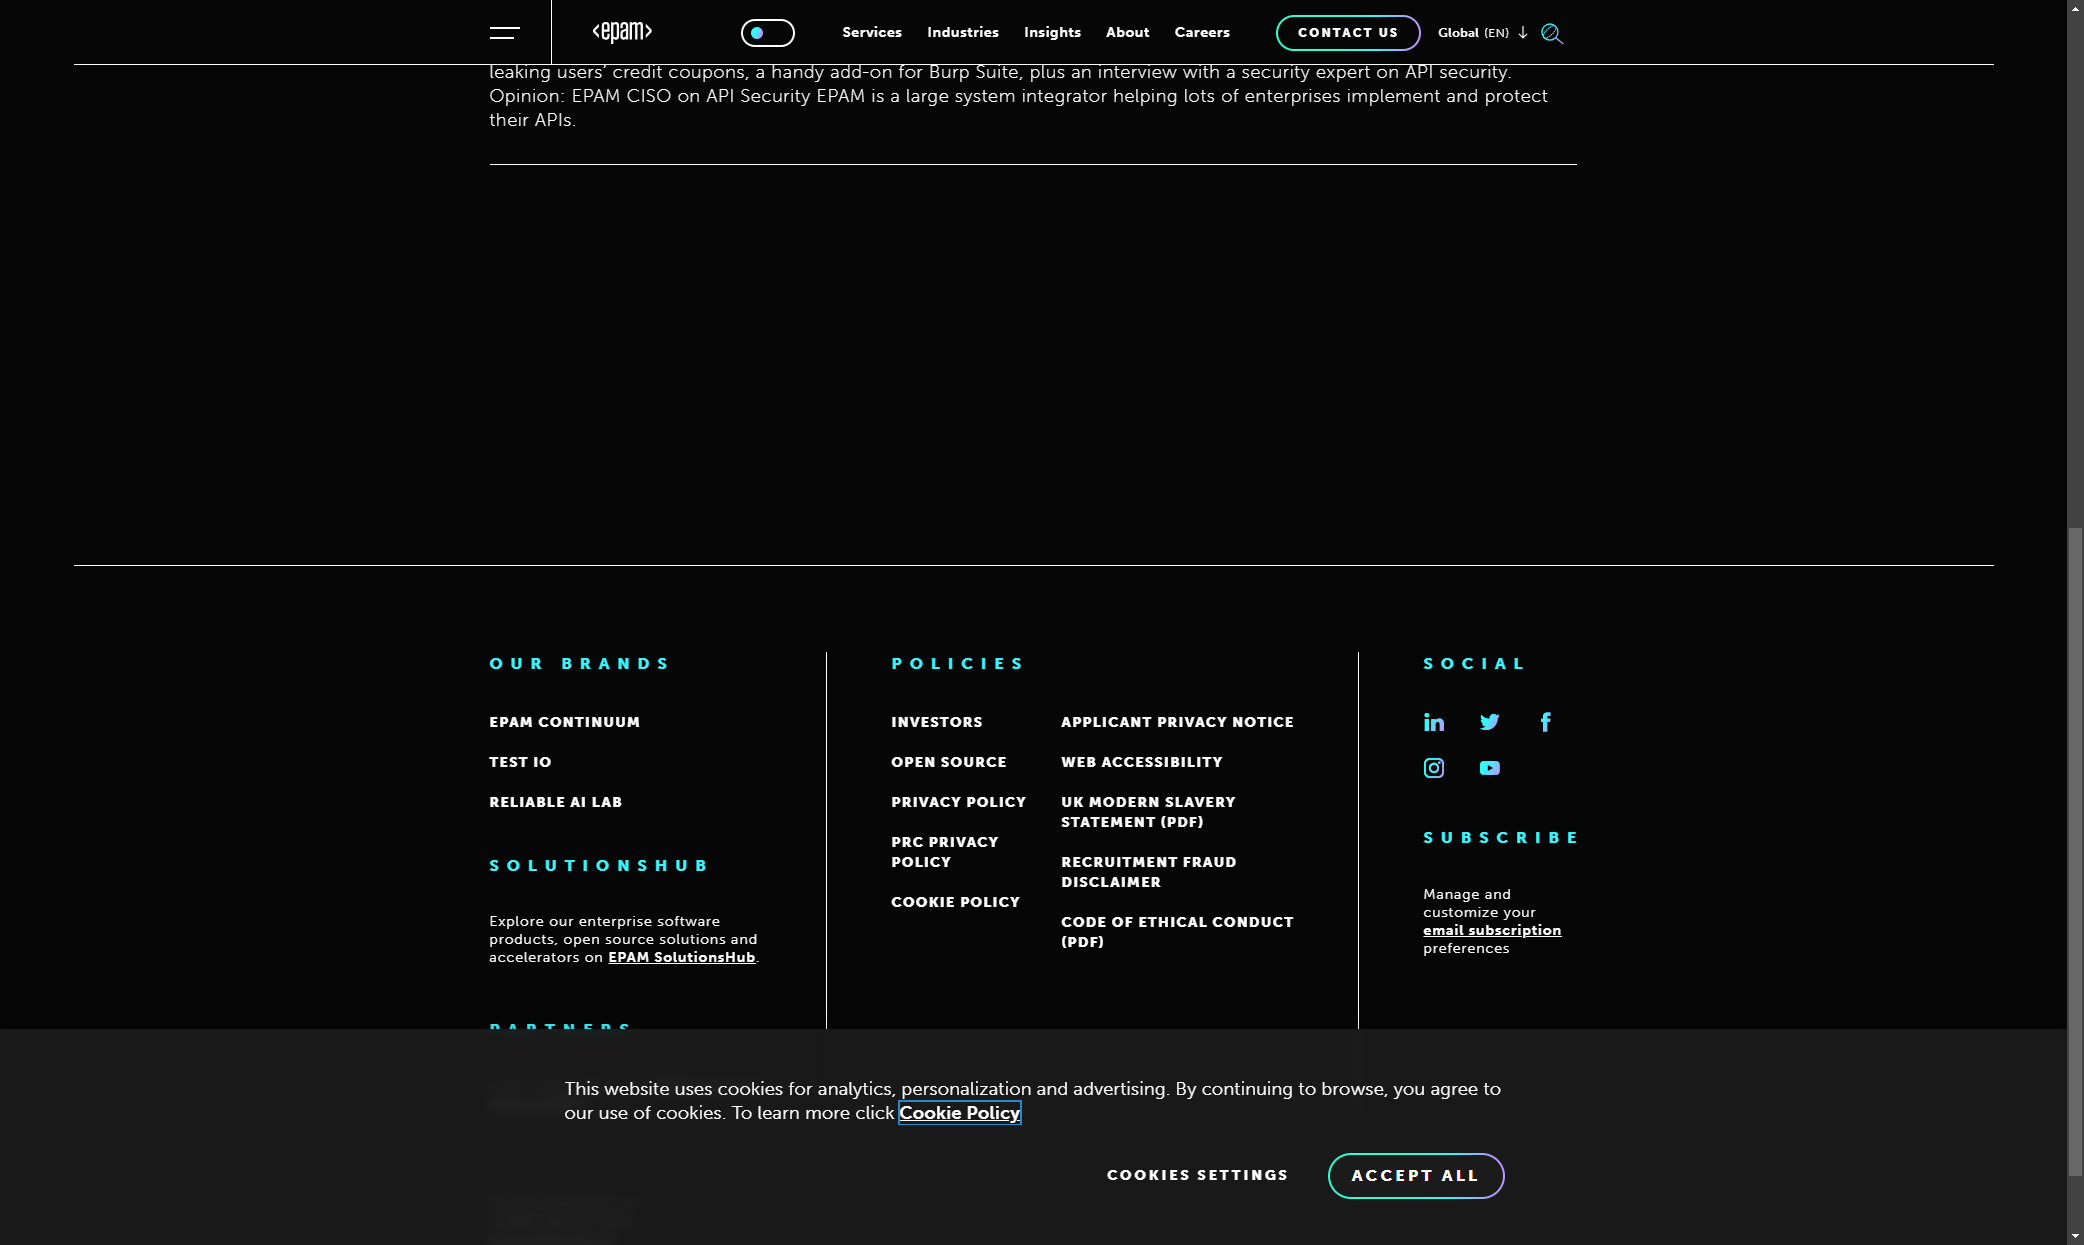 <epam>
Services
Industries
Insights
About
Careers
CONTACT US
Global (EN)
leaking users' credit coupons, a handy add-on for Burp Suite, plus an interview with a security expert on API security.
Opinion: EPAM CISO on API Security EPAM is a large system integrator helping lots of enterprises implement and protect
their APIs.
OUR BRANDS
EPAM CONTINUUM
TEST IO
RELIABLE AI LAB
SOLUTIONSHUB
Explore our enterprise software
products, open source solutions and
accelerators on EPAM SolutionsHub.
PARTNERS
POLICIES
INVESTORS
OPEN SOURCE
PRIVACY POLICY
PRC PRIVACY
POLICY
COOKIE POLICY
APPLICANT PRIVACY NOTICE
WEB ACCESSIBILITY
UK MODERN SLAVERY
STATEMENT (PDF)
RECRUITMENT FRAUD
DISCLAIMER
CODE OF ETHICAL CONDUCT
(PDF)
SOCIAL
SUBSCRIBE
Manage and
customize your
email subscription
preferences
This website uses cookies for analytics, personalization and advertising. By continuing to browse, you agree to
our use of cookies. To learn more click Cookie Policy
COOKIES SETTINGS
ACCEPT ALL